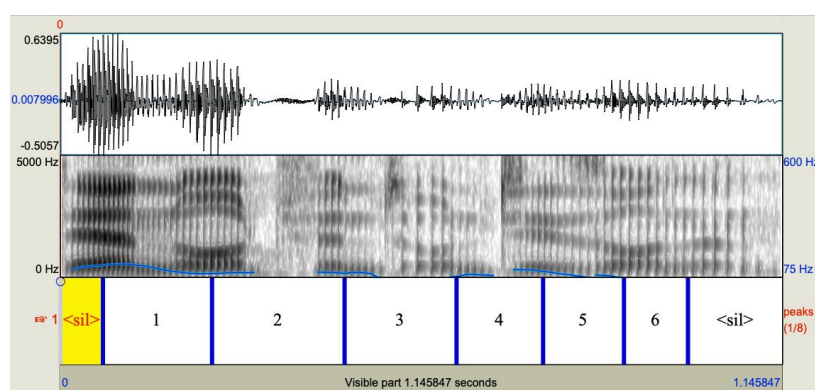 0
0.6395
0.007996
-0.5057
5000 Hz 600 Hz
0 Hz 75 Hz
☞ 1 <sil> 1 2 3 4 5 6 <sil> peaks
(1/8)
0 Visible part 1.145847 seconds 1.145847